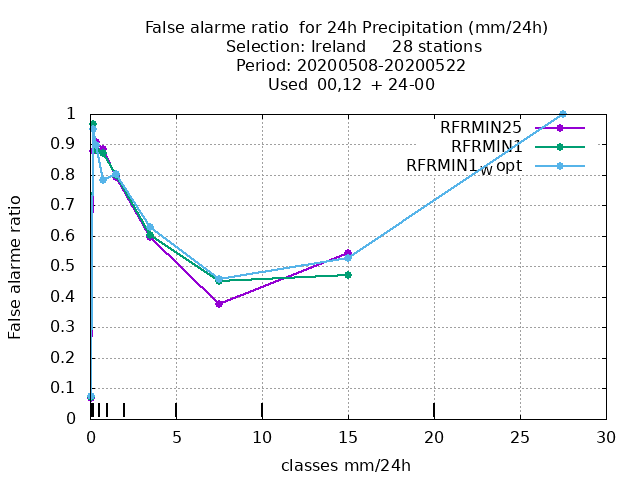 False alarme ratio  for 24h Precipitation (mm/24h)
Selection: Ireland     28 stations
Period: 20200508-20200522
Used  00,12  + 24-00
RFRMIN25
RFRMIN1
RFRMIN1wopt
False alarme ratio
1
0.9
0.8
0.7
0.6
0.5
0.4
0.3
0.2
0.1
0
0 5 10 15 20 25 30
classes mm/24h